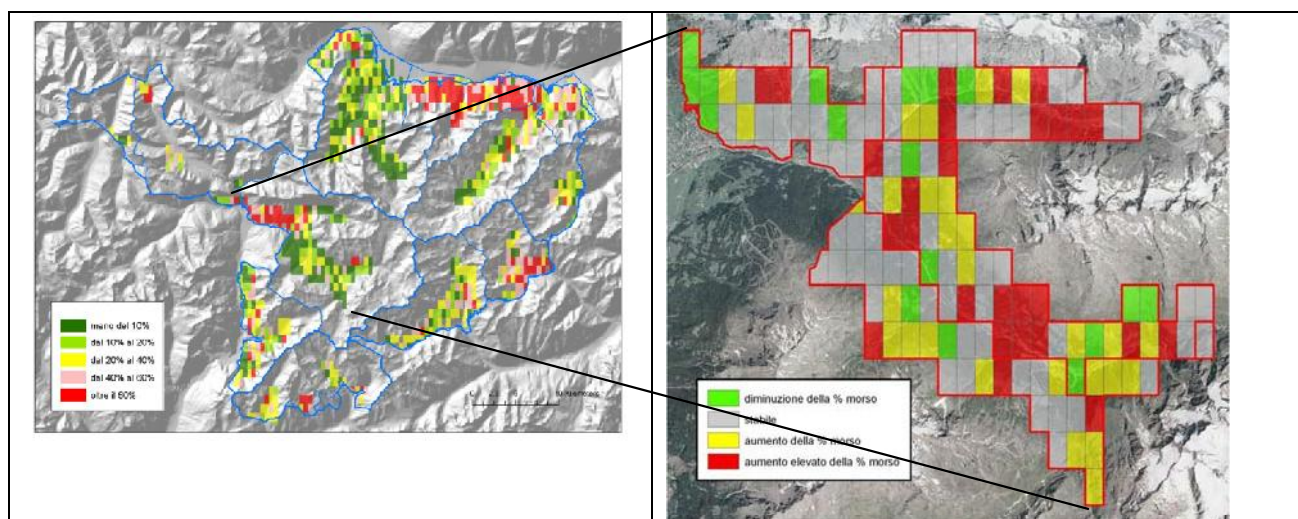 meno del 10%
dal 10% al 20%
dal 20% al 40%
dal 40% al 60%
oltre il 60%
diminuzione della % morso
stabile
aumento della % morso
aumento elevato della % morso